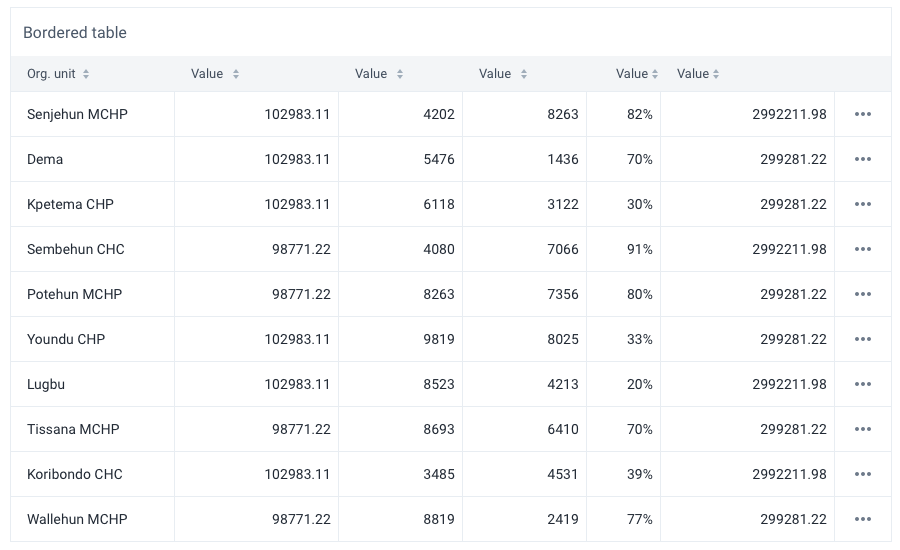 Bordered table
Org. unit Value Value Value Value Value
Senjehun MCHP 102983.11 4202 8263 82% 2992211.98
Dema 102983.11 5476 1436 70% 299281.22
Kpetema CHP 102983.11 6118 3122 30% 299281.22
Sembehun CHC 98771.22 4080 7066 91% 2992211.98
Potehun MCHP 98771.22 8263 7356 80% 299281.22
Youndu CHP 102983.11 9819 8025 33% 299281.22
Lugbu 102983.11 8523 4213 20% 2992211.98
Tissana MCHP 98771.22 8693 6410 70% 299281.22
Koribondo CHC 102983.11 3485 4531 39% 2992211.98
Wallehun MCHP 98771.22 8819 2419 77% 299281.22